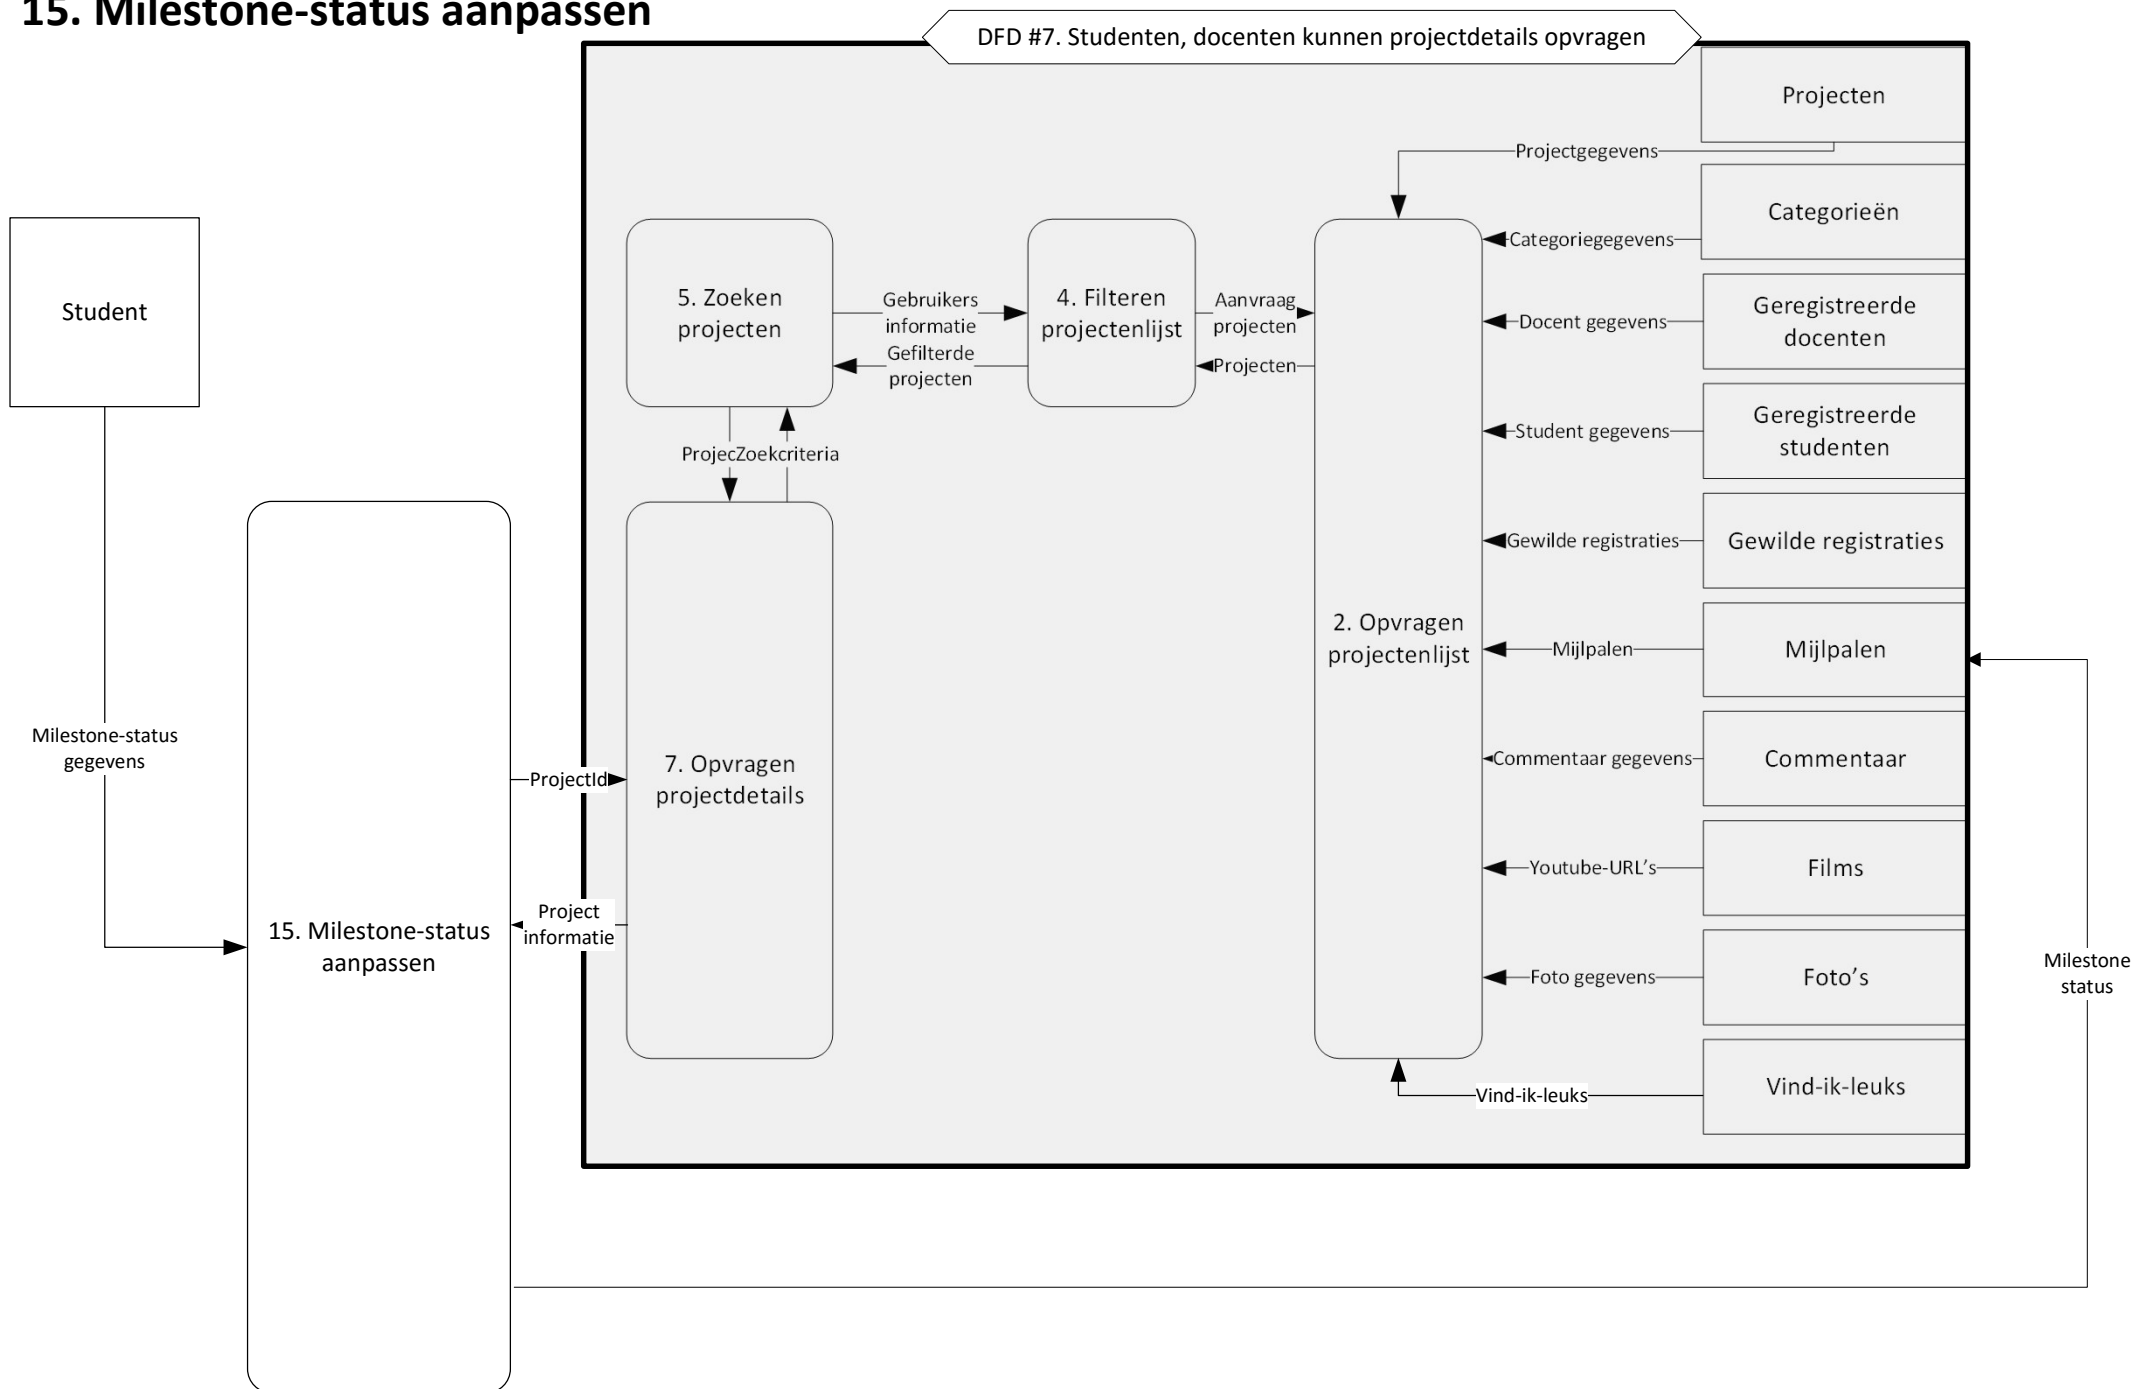 15. Milestone-status aanpassen
DFD #7. Studenten, docenten kunnen projectdetails opvragen
Projecten
Projectgegevens
Categorieën
Categoriegegevens
Student
5. Zoeken
projecten
Gebruikers
informatie
Gefilterde
projecten
4. Filteren
projectenlijst
Aanvraag
projecten
Projecten
Docent gegevens
Geregistreerde
docenten
Student gegevens
Geregistreerde
studenten
ProjecZoekcriteria
Gewilde registraties
Gewilde registraties
2. Opvragen
projectenlijst
Mijlpalen
Mijlpalen
Milestone-status
gegevens
ProjectId
7. Opvragen
projectdetails
Commentaar gegevens
Commentaar
Youtube-URL’s
Films
Project
informatie
15. Milestone-status
aanpassen
Foto gegevens
Foto’s
Milestone
status
Vind-ik-leuks
Vind-ik-leuks